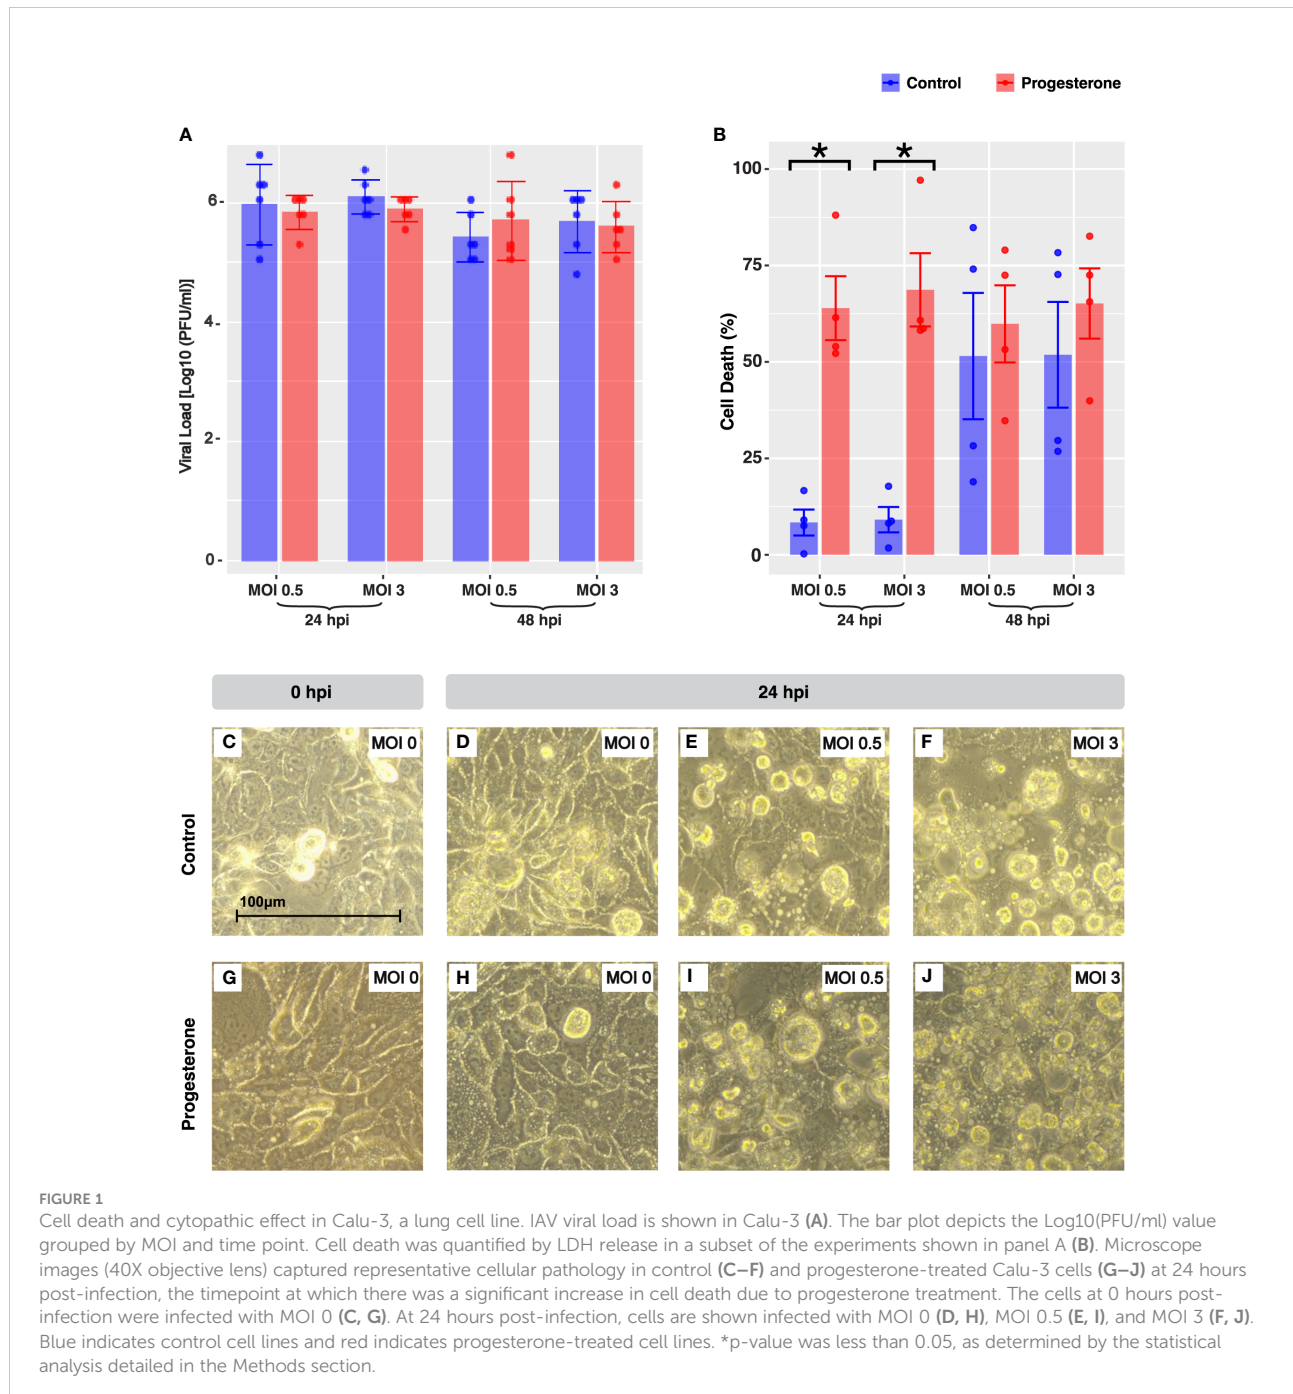 Control Progesterone
A
B
Viral Load [Log10 (PFU/ml)]
6
4
2
0
MOI 0.5 MOI 3 MOI 0.5 MOI 3
24 hpi 48 hpi
Cell Death (%)
* *
100
75
50
25
0
MOI 0.5 MOI 3 MOI 0.5 MOI 3
24 hpi 48 hpi
0 hpi 24 hpi
Control
C MOI 0 D MOI 0 E MOI 0.5 F MOI 3
100µm
Progesterone
G MOI 0 H MOI 0 I MOI 0.5 J MOI 3
FIGURE 1
Cell death and cytopathic effect in Calu-3, a lung cell line. IAV viral load is shown in Calu-3 (A). The bar plot depicts the Log10(PFU/ml) value
grouped by MOI and time point. Cell death was quantified by LDH release in a subset of the experiments shown in panel A (B). Microscope
images (40X objective lens) captured representative cellular pathology in control (C–F) and progesterone-treated Calu-3 cells (G–J) at 24 hours
post-infection, the timepoint at which there was a significant increase in cell death due to progesterone treatment. The cells at 0 hours post-
infection were infected with MOI 0 (C, G). At 24 hours post-infection, cells are shown infected with MOI 0 (D, H), MOI 0.5 (E, I), and MOI 3 (F, J).
Blue indicates control cell lines and red indicates progesterone-treated cell lines. *p-value was less than 0.05, as determined by the statistical
analysis detailed in the Methods section.